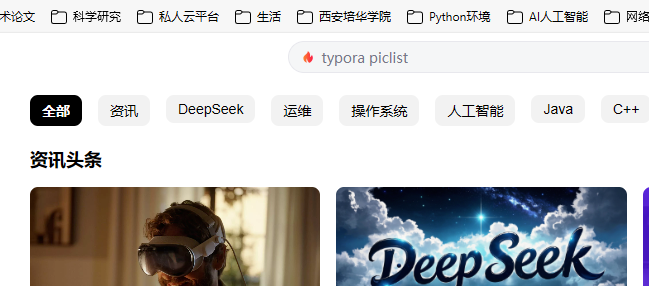 术论文 科学研究 私人云平台 生活 西安培华学院 Python环境 AI人工智能 网络
typora piclist
全部 资讯 DeepSeek 运维 操作系统 人工智能 Java C++
资讯头条
DeepSeek